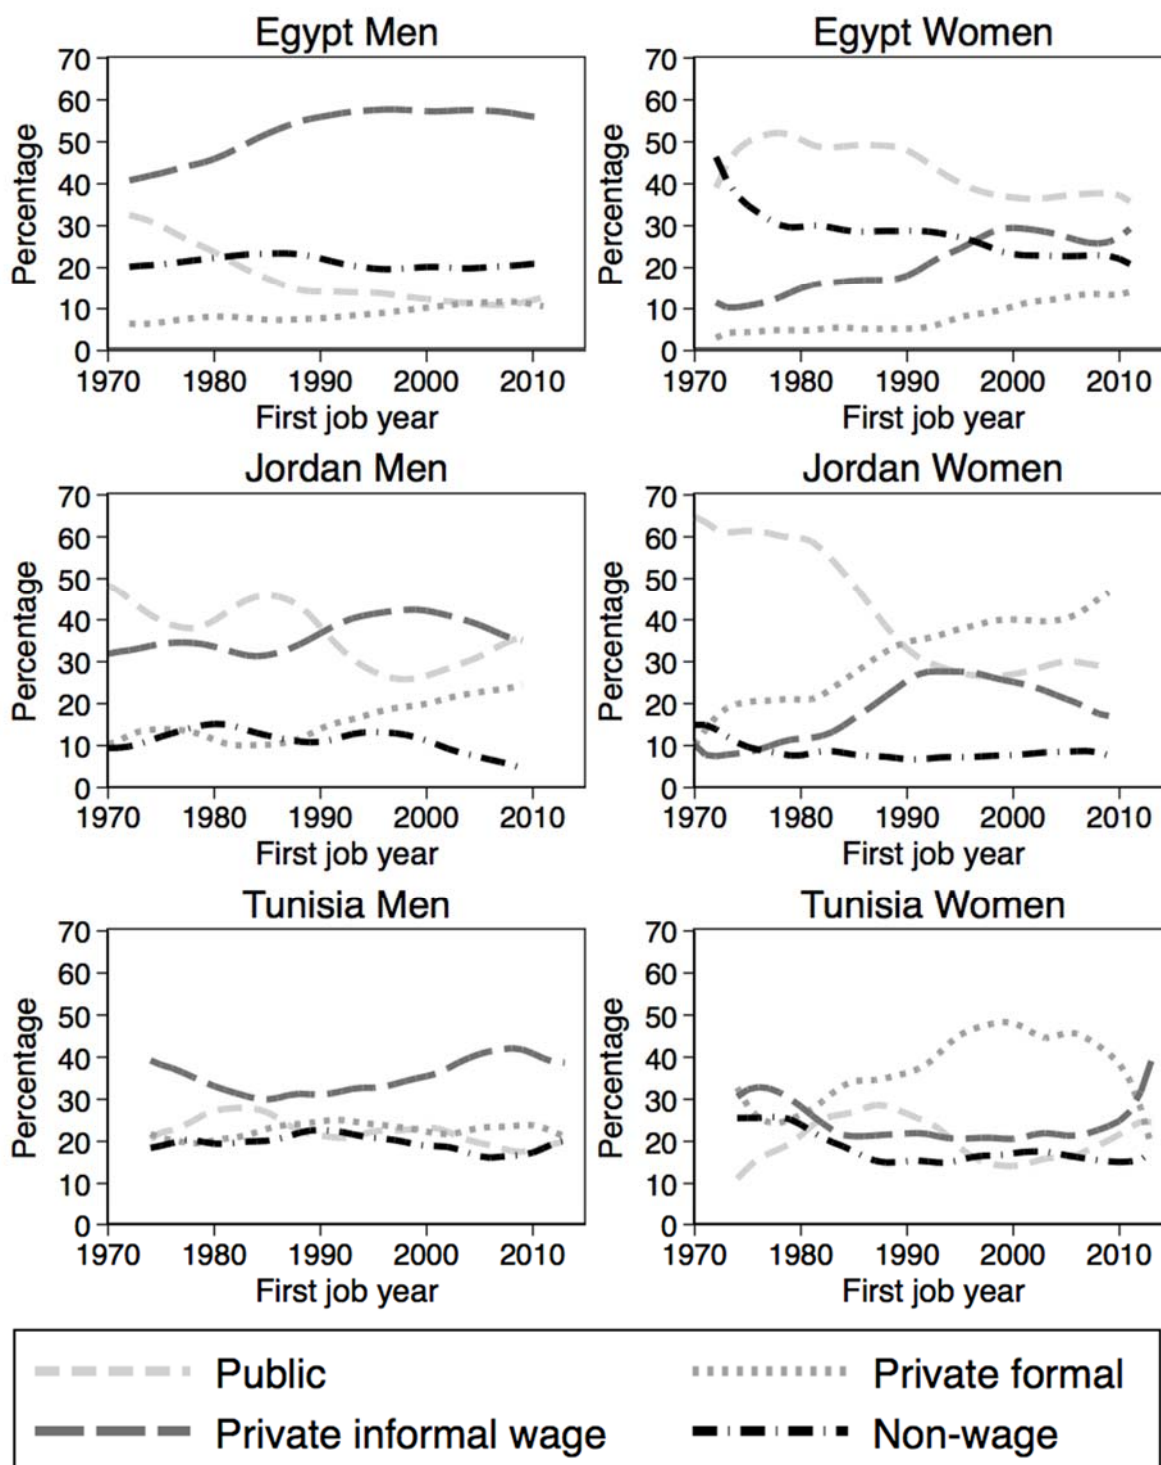 Egypt Men
Egypt Women
70
60
50
40
30
20
10
0
Percentage
1970 1980 1990 2000 2010
First job year
70
60
50
40
30
20
10
0
Percentage
1970 1980 1990 2000 2010
First job year
Jordan Men
Jordan Women
70
60
50
40
30
20
10
0
Percentage
1970 1980 1990 2000 2010
First job year
70
60
50
40
30
20
10
0
Percentage
1970 1980 1990 2000 2010
First job year
Tunisia Men
Tunisia Women
70
60
50
40
30
20
10
0
Percentage
1970 1980 1990 2000 2010
First job year
70
60
50
40
30
20
10
0
Percentage
1970 1980 1990 2000 2010
First job year
Public
Private formal
Private informal wage
Non-wage